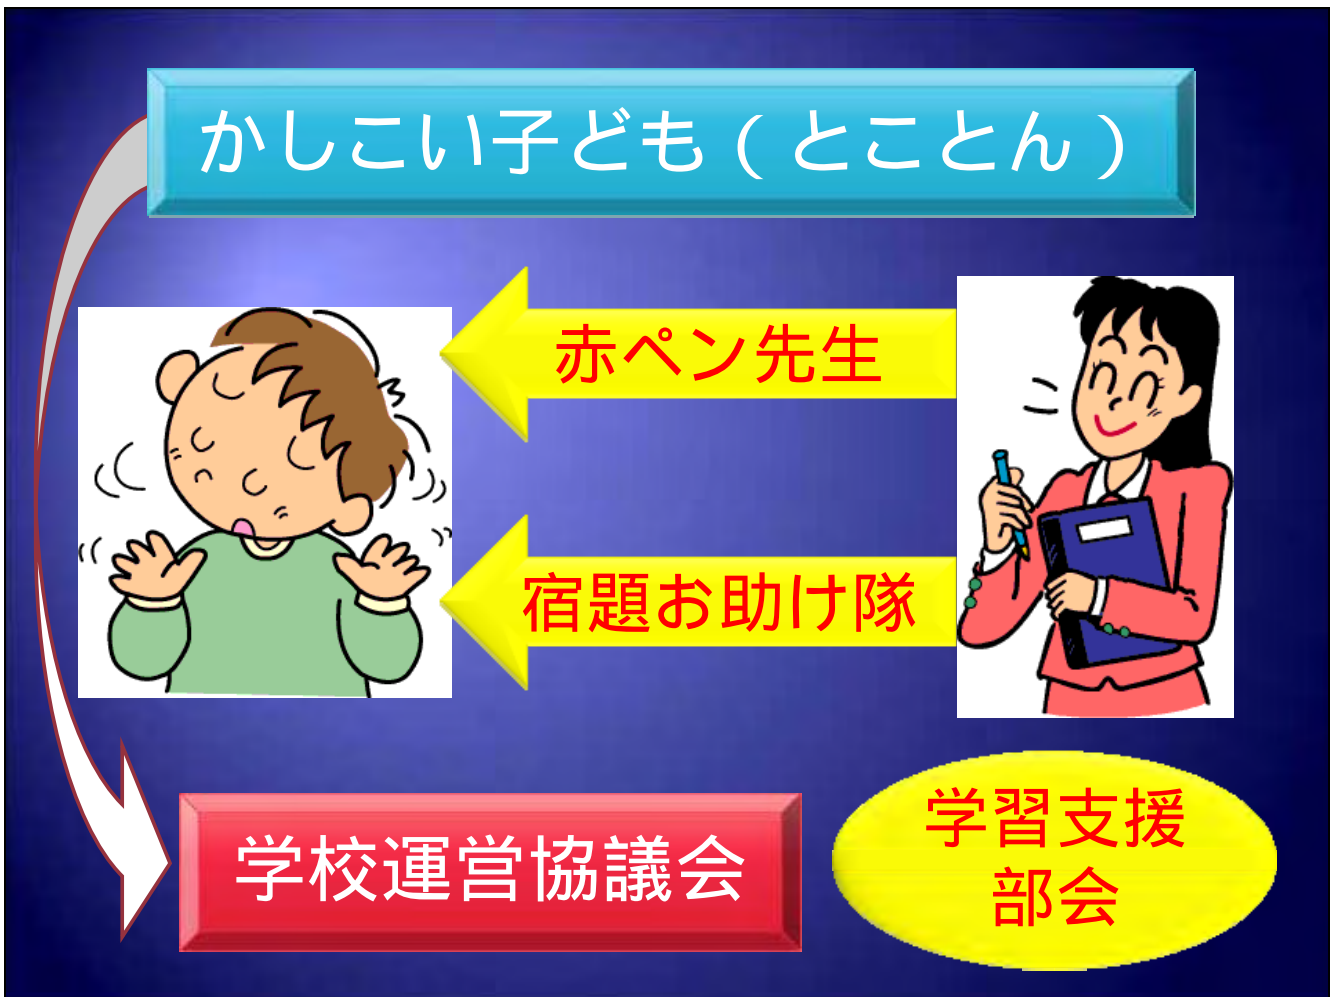 かしこい子ども(とことん)
赤ペン先生
宿題お助け隊
学校運営協議会
学習支援
部会